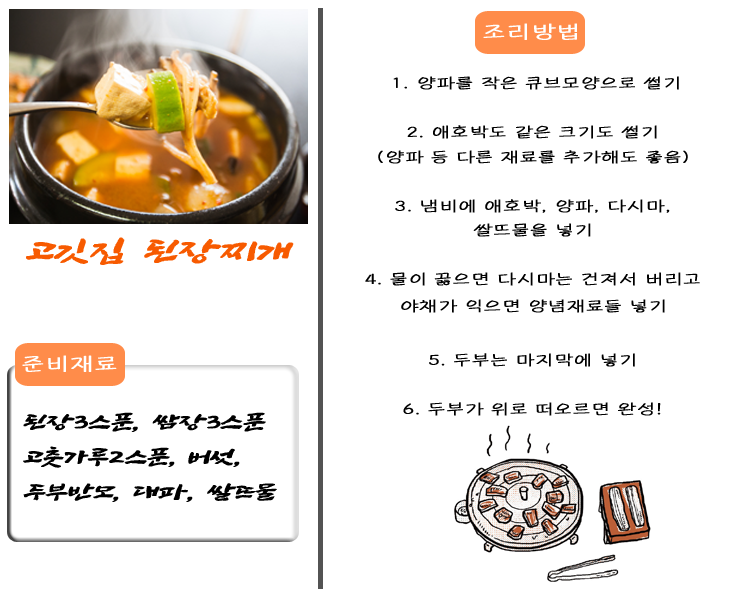 고깃집 된장찌개
준비재료
된장3스푼, 쌈장3스푼
고춧가루2스푼, 버섯,
두부반모, 대파, 쌀뜨물
조리방법
1. 양파를 작은 큐브모양으로 썰기
2. 애호박도 같은 크기도 썰기
(양파 등 다른 재료를 추가해도 좋음)
3. 냄비에 애호박, 양파, 다시마,
쌀뜨물을 넣기
4. 물이 끓으면 다시마는 건져서 버리고
야채가 익으면 양념재료들 넣기
5. 두부는 마지막에 넣기
6. 두부가 위로 떠오르면 완성!